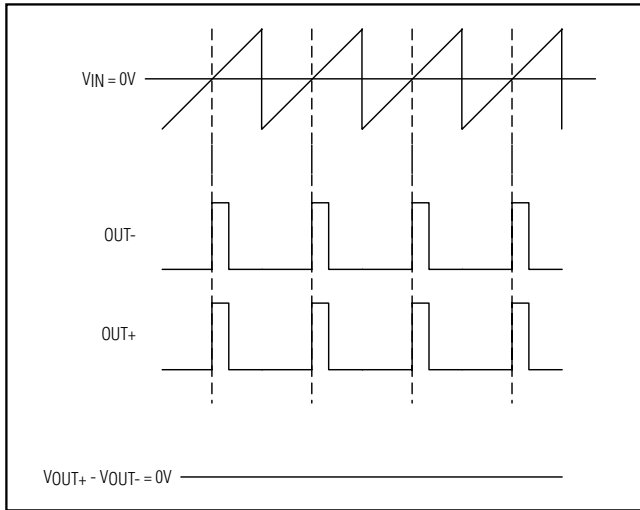 VIN = 0V
OUT-
OUT+
VOUT+ - VOUT- = 0V